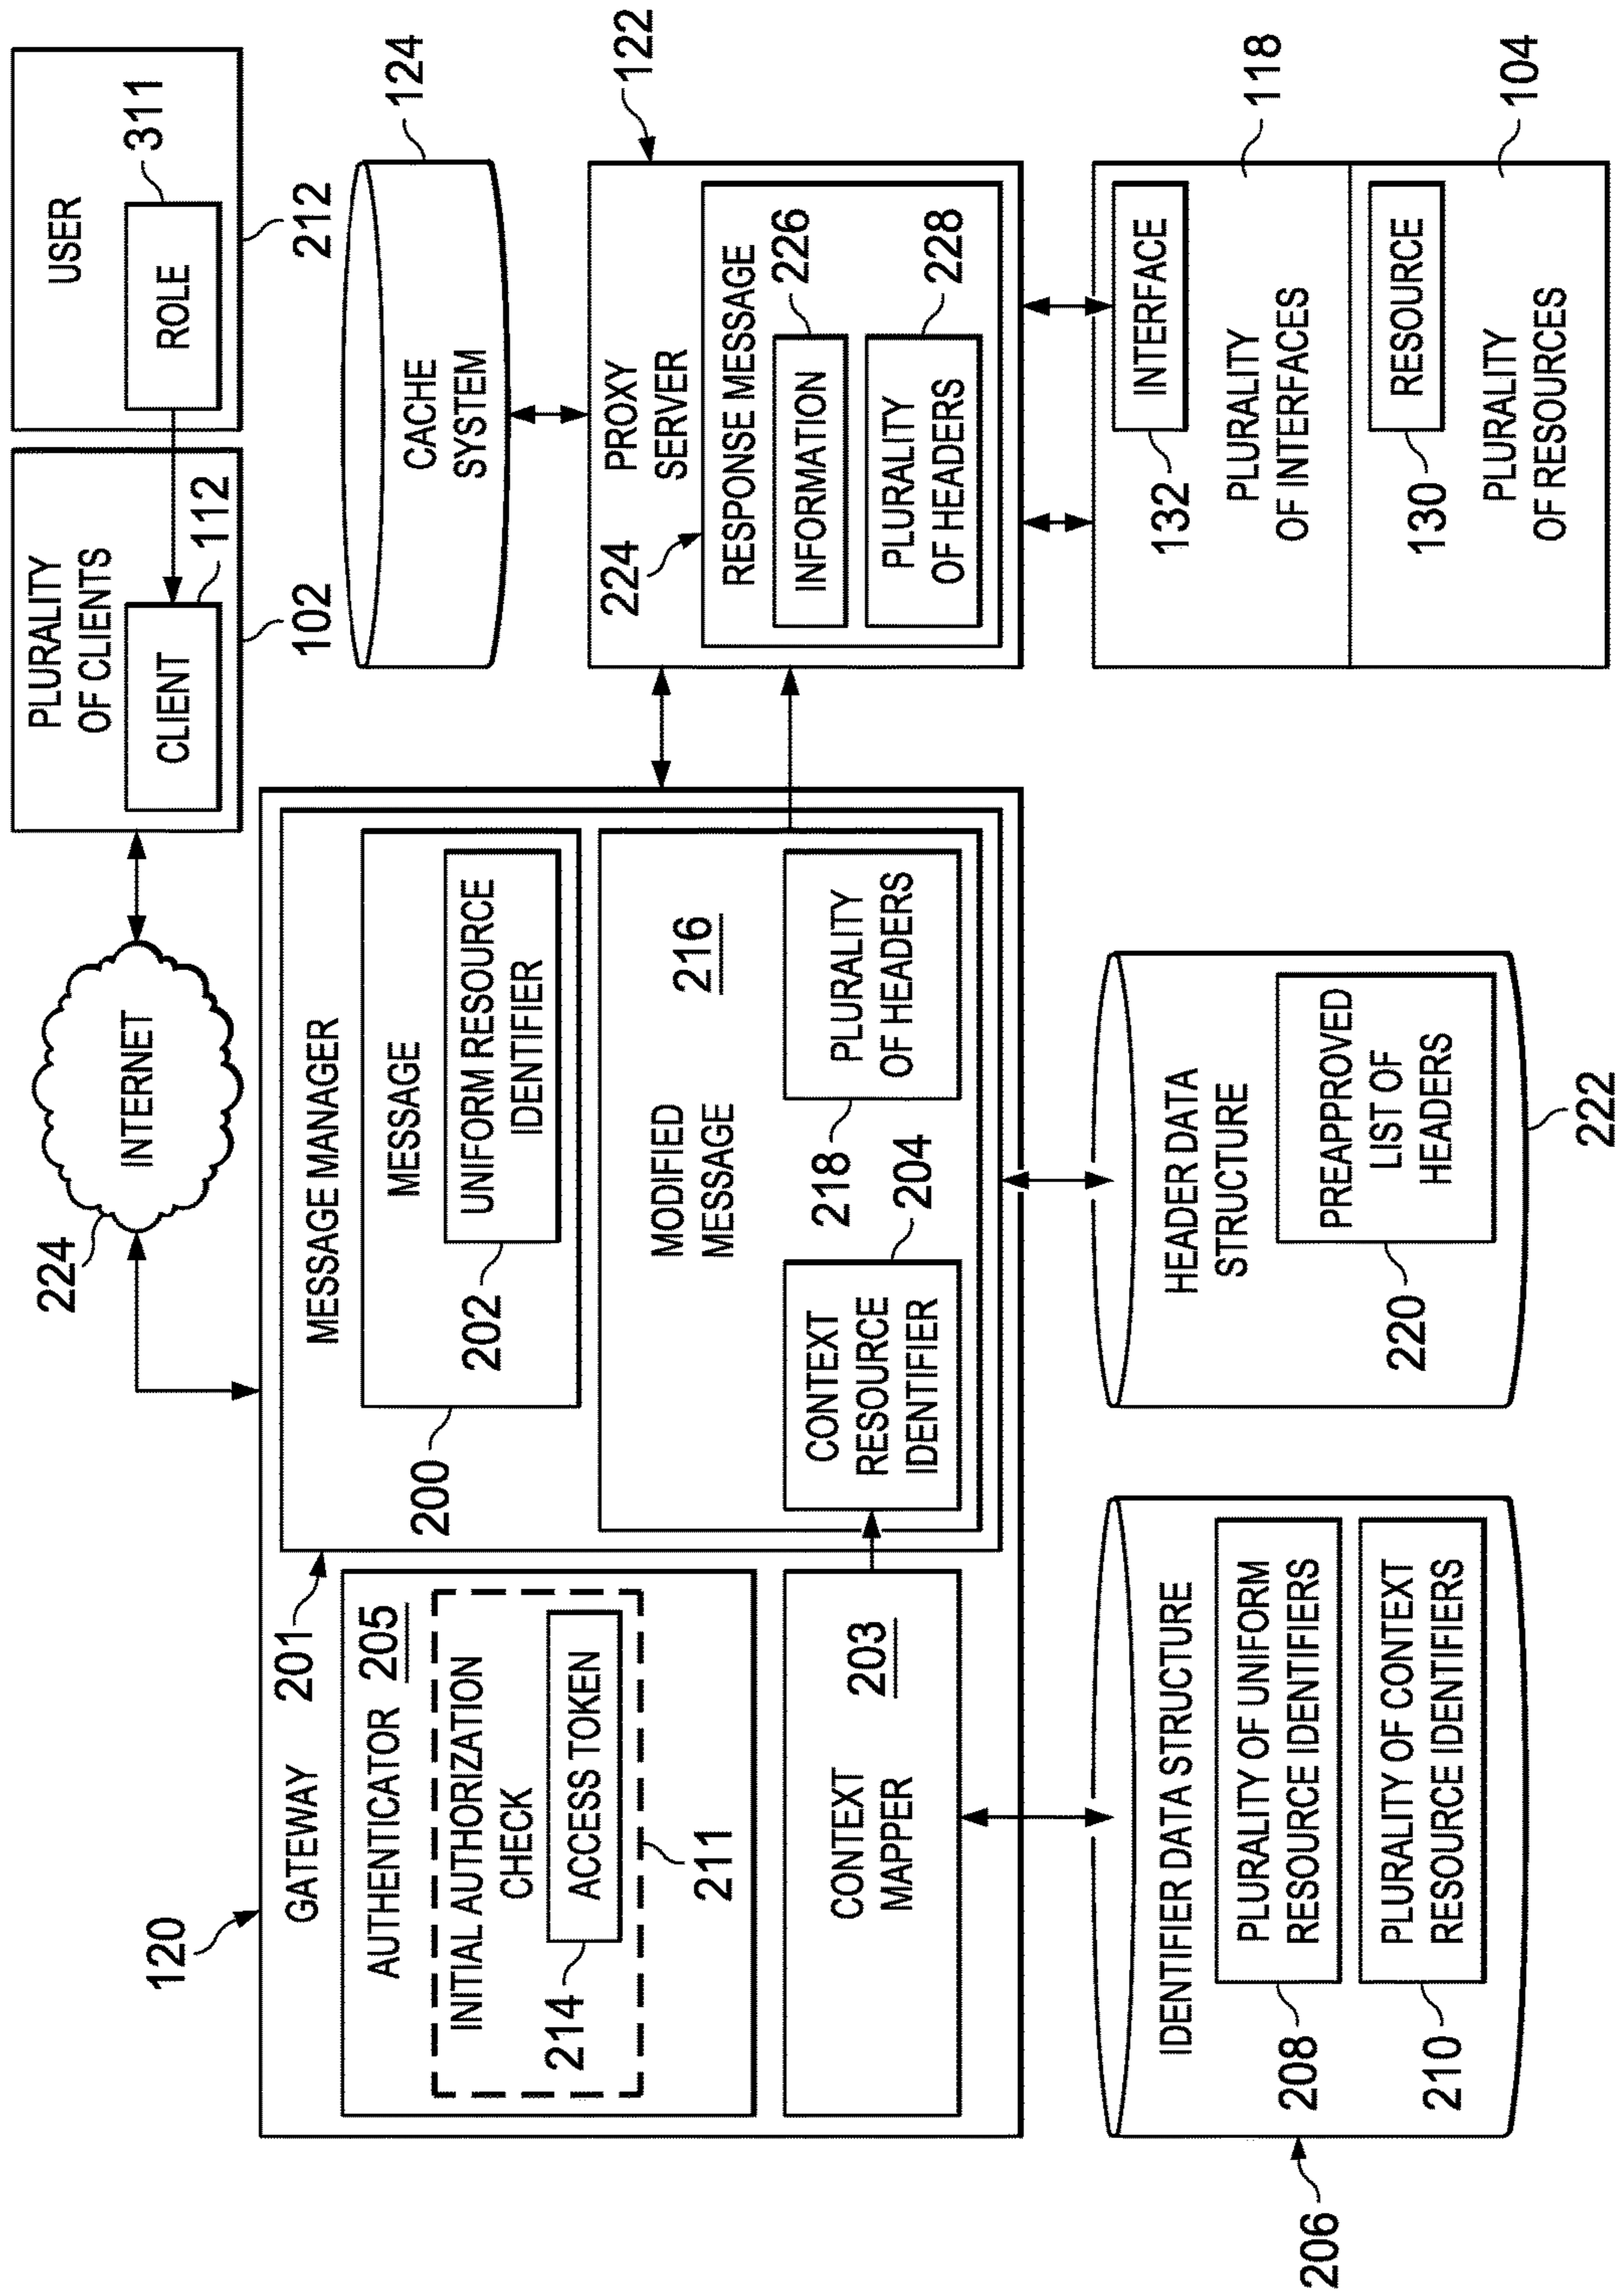 120
GATEWAY
201
AUTHENTICATOR
205
INITIAL AUTHORIZATION
CHECK
ACCESS TOKEN
214
211
CONTEXT
MAPPER
203
MESSAGE MANAGER
MESSAGE
UNIFORM RESOURCE
IDENTIFIER
202
200
MODIFIED
MESSAGE
216
CONTEXT
RESOURCE
IDENTIFIER
204
PLURALITY
OF HEADERS
218
224
INTERNET
PLURALITY
OF CLIENTS
CLIENT
112
102
USER
ROLE
311
212
CACHE
SYSTEM
124
PROXY
SERVER
122
224
RESPONSE MESSAGE
INFORMATION
226
PLURALITY
OF HEADERS
228
INTERFACE
132
PLURALITY
OF INTERFACES
118
RESOURCE
130
PLURALITY
OF RESOURCES
104
IDENTIFIER DATA STRUCTURE
PLURALITY OF UNIFORM
RESOURCE IDENTIFIERS
208
PLURALITY OF CONTEXT
RESOURCE IDENTIFIERS
210
206
HEADER DATA
STRUCTURE
PREAPPROVED
LIST OF
HEADERS
220
222